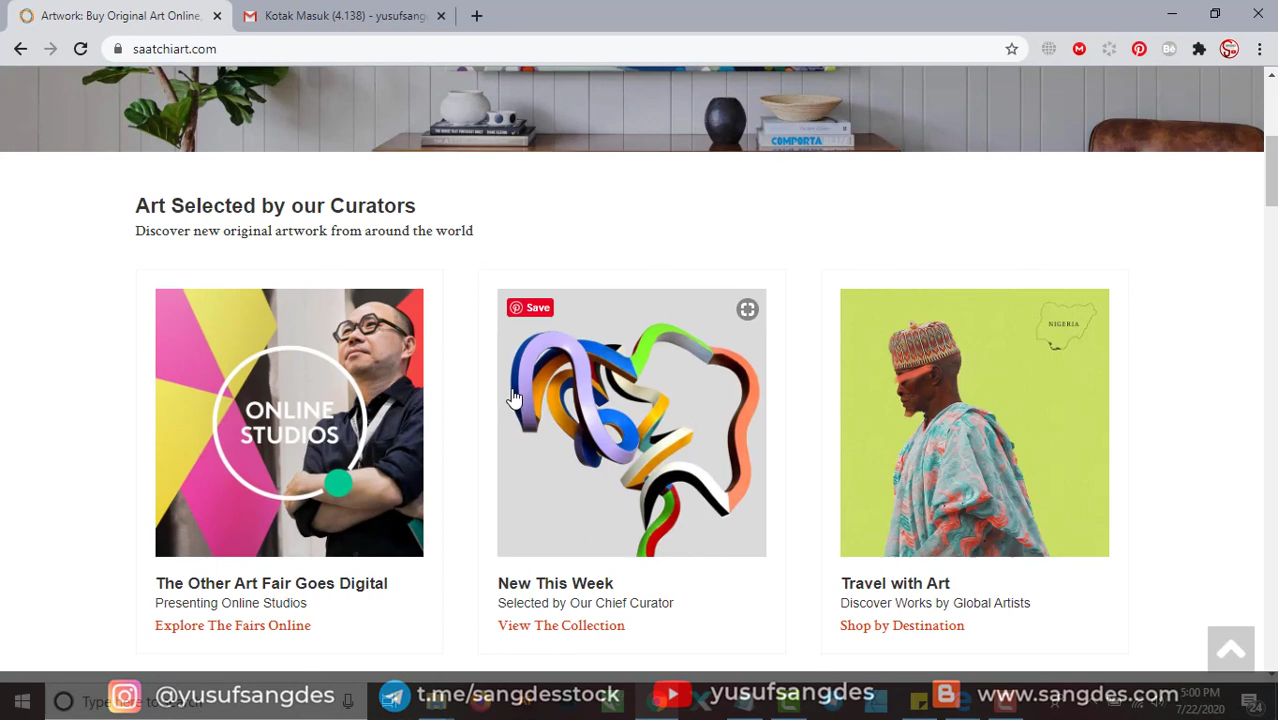 Artwork: Buy Original Art Online,
Kotak Masuk (4.138) - yusufsang
saatchiart.com
COMPORTA
Art Selected by our Curators
Discover new original artwork from around the world
ONLINE
STUDIOS
Save
NIGERIA
The Other Art Fair Goes Digital
Presenting Online Studios
Explore The Fairs Online
New This Week
Selected by Our Chief Curator
View The Collection
Travel with Art
Discover Works by Global Artists
Shop by Destination
Type here to search
@yusufsangdes
t.me/sangdesstock
yusufsangdes
www.sangdes.com
5:00 PM
7/22/2020
24